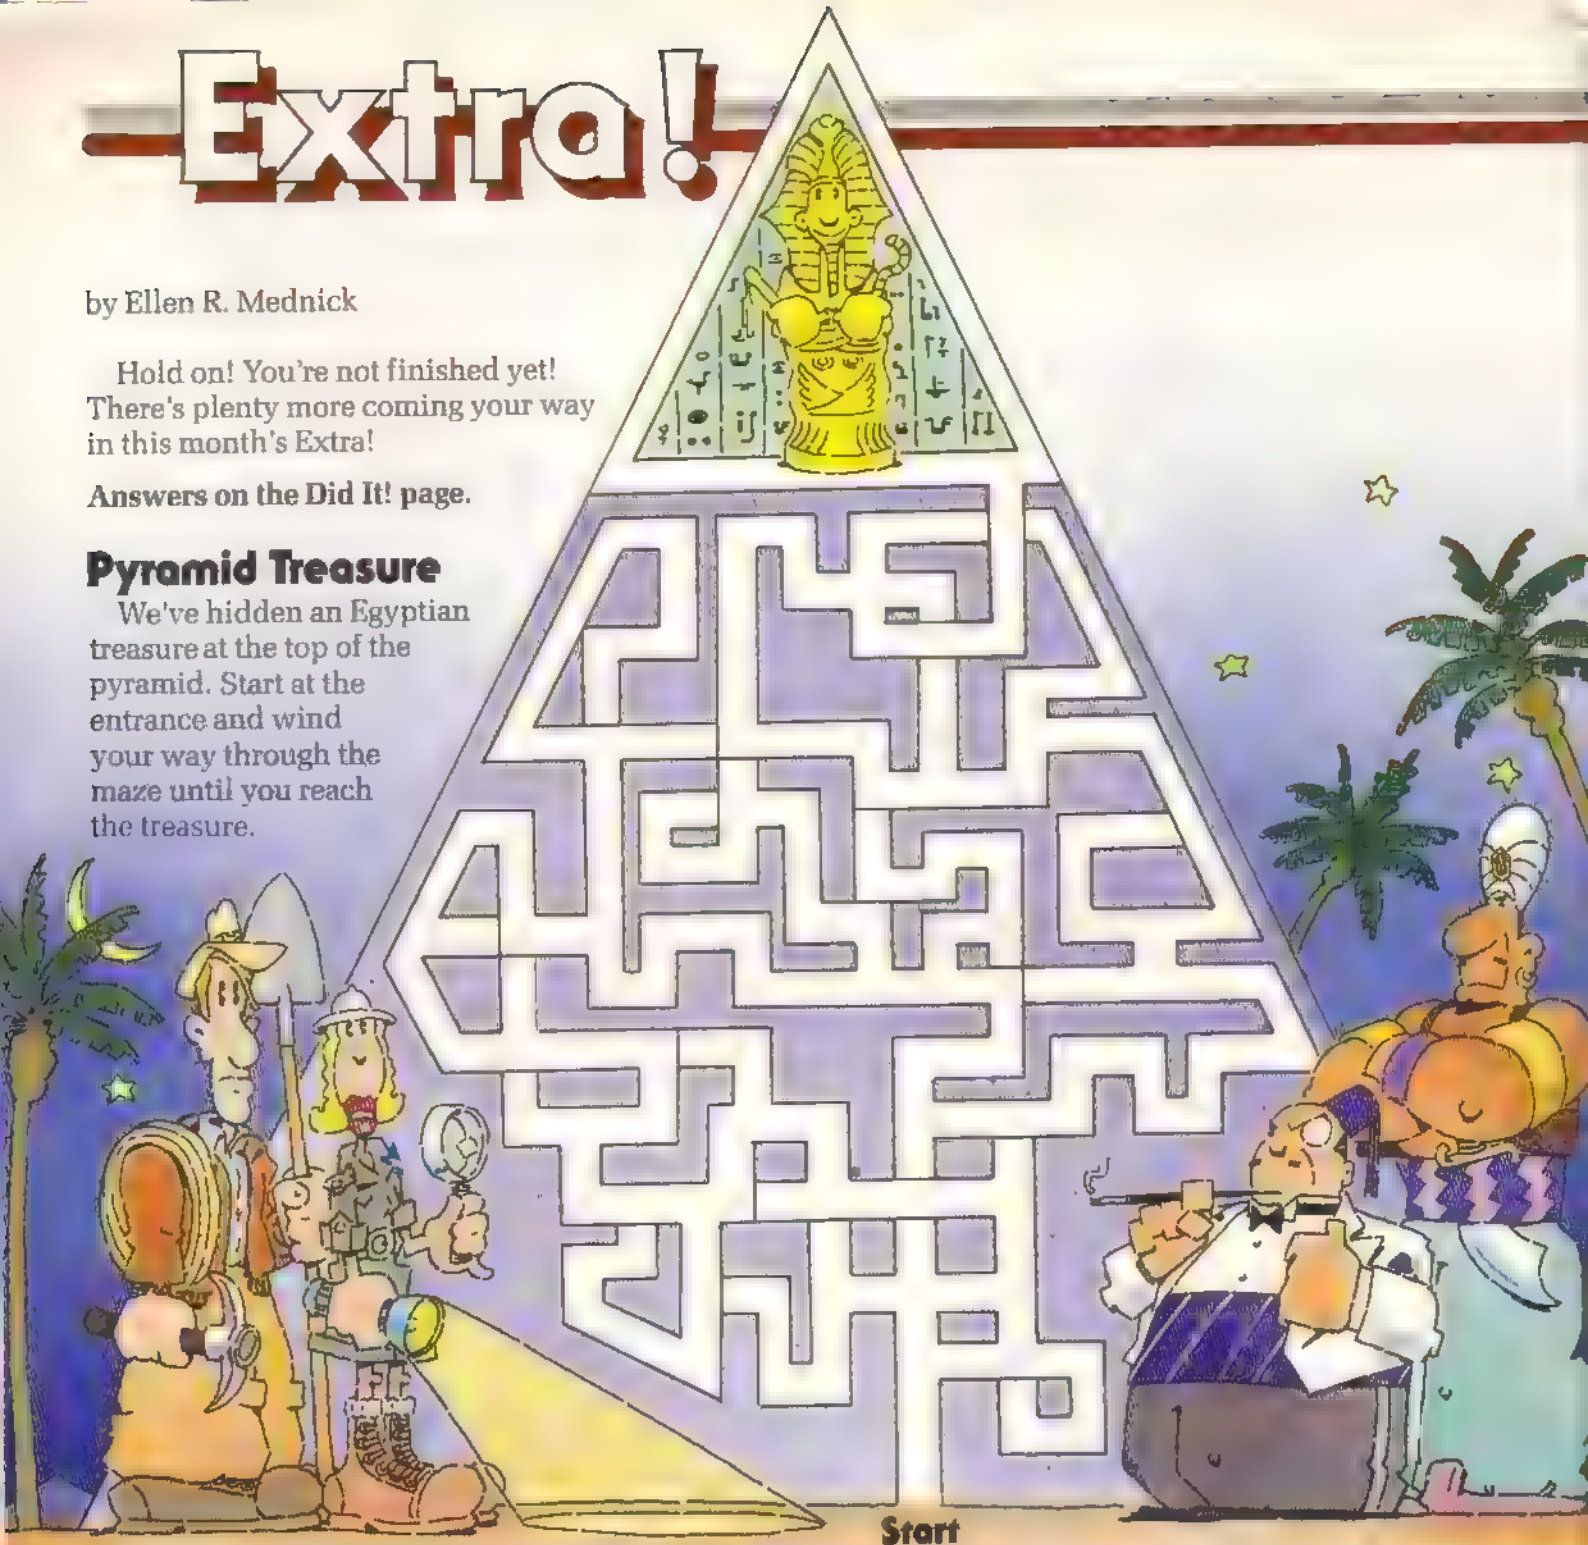 Extra!
by Ellen R. Mednick
Hold on! You're not finished yet!
There's plenty more coming your way
in this month's Extra!
Answers on the Did It! page.
Pyramid Treasure
We've hidden an Egyptian
treasure at the top of the
pyramid. Start at the
entrance and wind
your way through the
maze until you reach
the treasure.
Start